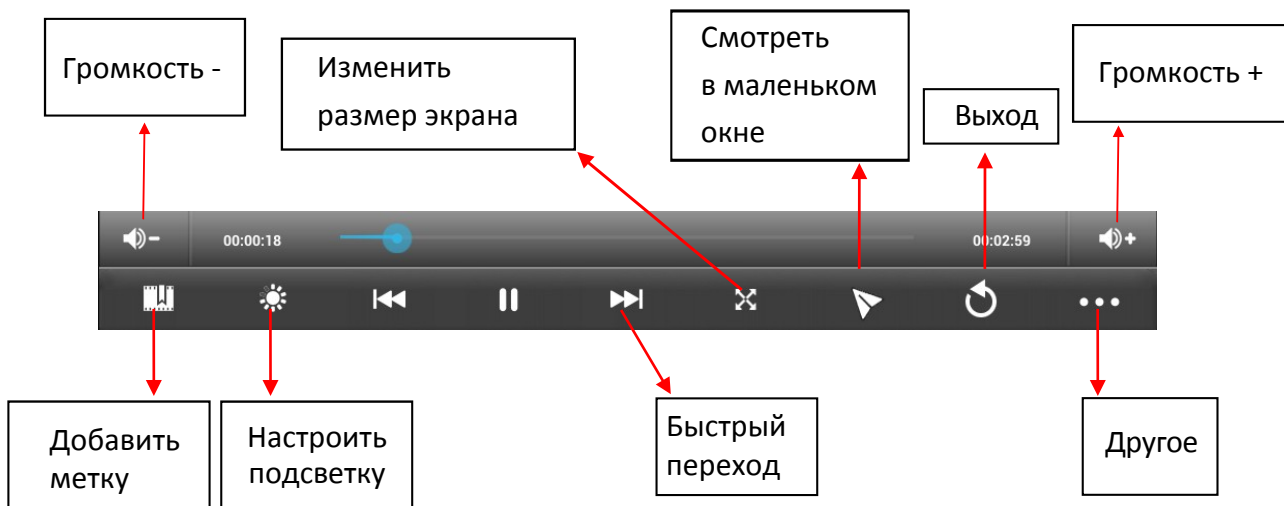 Громкость -
Изменить
размер экрана
Смотреть
в маленьком
окне
Выход
Громкость +
00:00:18
00:02:59
Добавить
метку
Настроить
подсветку
Быстрый
переход
Другое